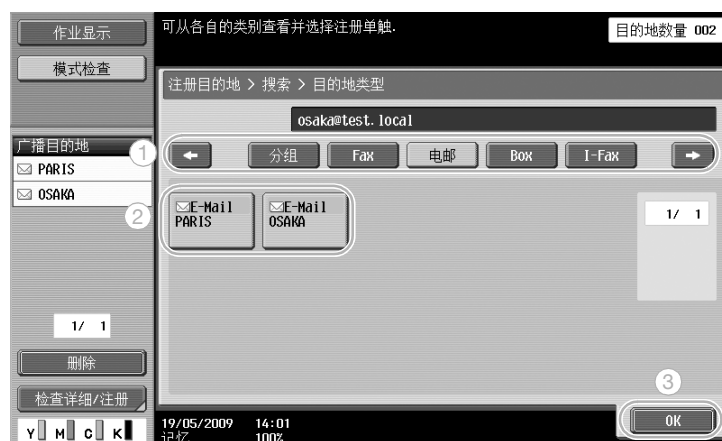 作业显示
模式检查
可从各自的类别查看并选择注册单触.
目的地数量 002
注册目的地 > 搜索 > 目的地类型
osaka@test.local
广播目的地
PARIS
OSAKA
1
分组 Fax 电邮 Box I-Fax
2
E-Mail
PARIS
E-Mail
OSAKA
1/ 1
1/ 1
删除
检查详细/注册
3
OK
Y M C K
19/05/2009 14:01
记忆 100%